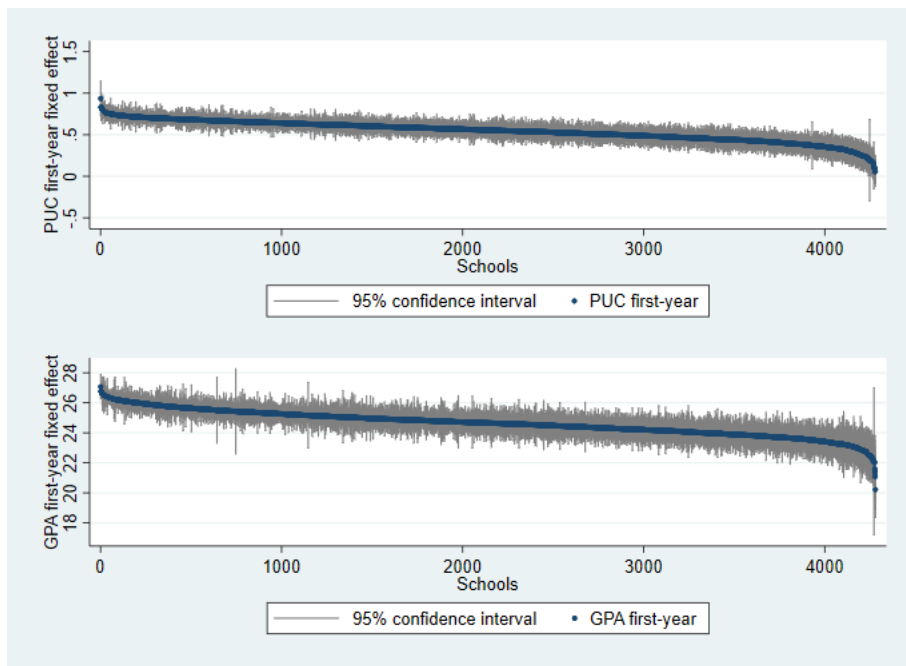 PUC first-year fixed effect
1.5
1
.5
0
-.5
0 1000 2000 3000 4000
Schools
95% confidence interval PUC first-year
GPA first-year fixed effect
28
26
24
22
20
18
0 1000 2000 3000 4000
Schools
95% confidence interval GPA first-year